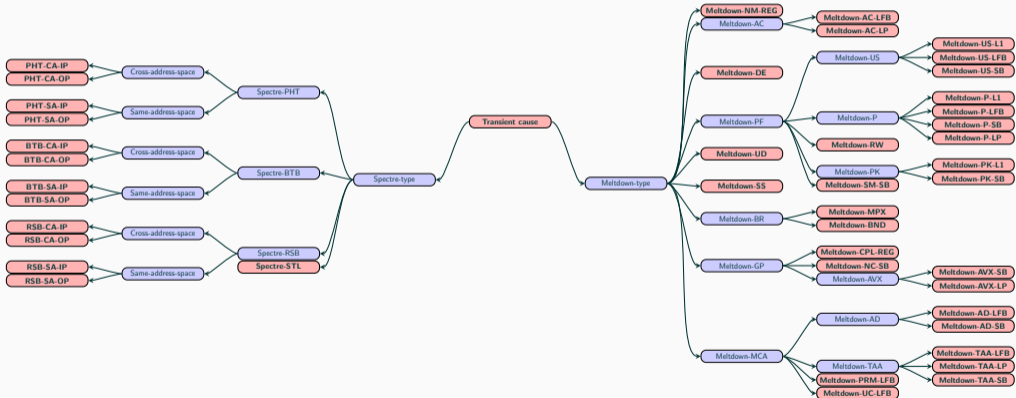 Transient cause
Spectre-type
Spectre-PHT
Cross-address-space
PHT-CA-IP
PHT-CA-OP
Same-address-space
PHT-SA-IP
PHT-SA-OP
Spectre-BTB
Cross-address-space
BTB-CA-IP
BTB-CA-OP
Same-address-space
BTB-SA-IP
BTB-SA-OP
Spectre-RSB
Cross-address-space
RSB-CA-IP
RSB-CA-OP
Same-address-space
RSB-SA-IP
RSB-SA-OP
Spectre-STL
Meltdown-type
Meltdown-NM-REG
Meltdown-AC
Meltdown-AC-LFB
Meltdown-AC-LP
Meltdown-DE
Meltdown-PF
Meltdown-US
Meltdown-US-L1
Meltdown-US-LFB
Meltdown-US-SB
Meltdown-P
Meltdown-P-L1
Meltdown-P-LFB
Meltdown-P-SB
Meltdown-P-LP
Meltdown-RW
Meltdown-PK
Meltdown-PK-L1
Meltdown-PK-SB
Meltdown-SM-SB
Meltdown-UD
Meltdown-SS
Meltdown-BR
Meltdown-MPX
Meltdown-BND
Meltdown-GP
Meltdown-CPL-REG
Meltdown-NC-SB
Meltdown-AVX
Meltdown-AVX-SB
Meltdown-AVX-LP
Meltdown-MCA
Meltdown-AD
Meltdown-AD-LFB
Meltdown-AD-SB
Meltdown-TAA
Meltdown-TAA-LFB
Meltdown-TAA-LP
Meltdown-TAA-SB
Meltdown-PRM-LFB
Meltdown-UC-LFB